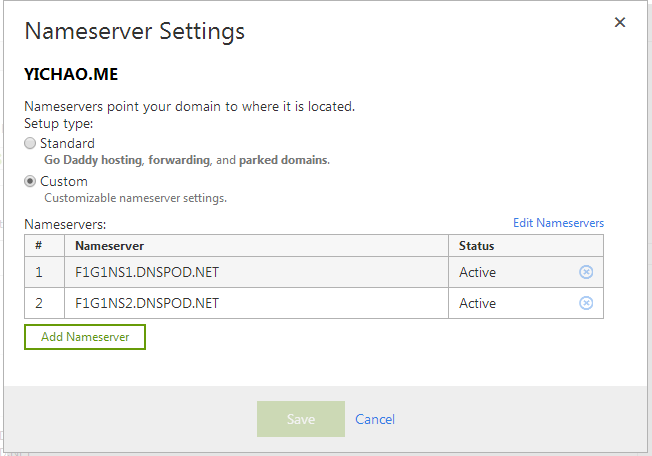 Nameserver Settings
YICHAO.ME
Nameservers point your domain to where it is located.
Setup type:
Standard
Go Daddy hosting, forwarding, and parked domains.
Custom
Customizable nameserver settings.
Nameservers: Edit Nameservers
# Nameserver Status
1 F1G1NS1.DNSPOD.NET Active
2 F1G1NS2.DNSPOD.NET Active
Add Nameserver
Save Cancel